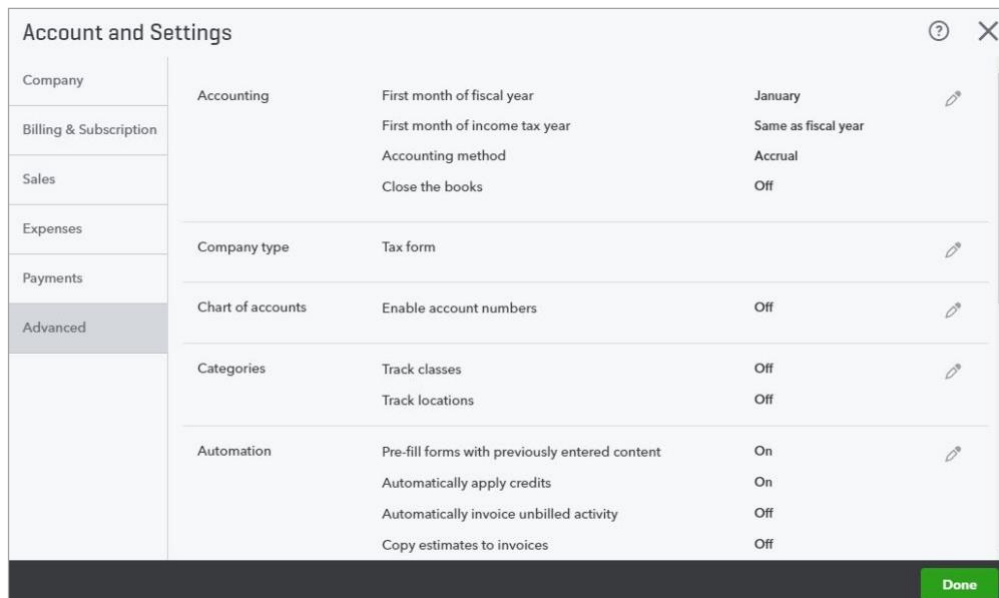 Account and Settings
Company
Billing & Subscription
Sales
Expenses
Payments
Advanced
Accounting First month of fiscal year January
First month of income tax year Same as fiscal year
Accounting method Accrual
Close the books Off
Company type Tax form
Chart of accounts Enable account numbers Off
Categories Track classes Off
Track locations Off
Automation Pre-fill forms with previously entered content On
Automatically apply credits On
Automatically invoice unbilled activity Off
Copy estimates to invoices Off
Done